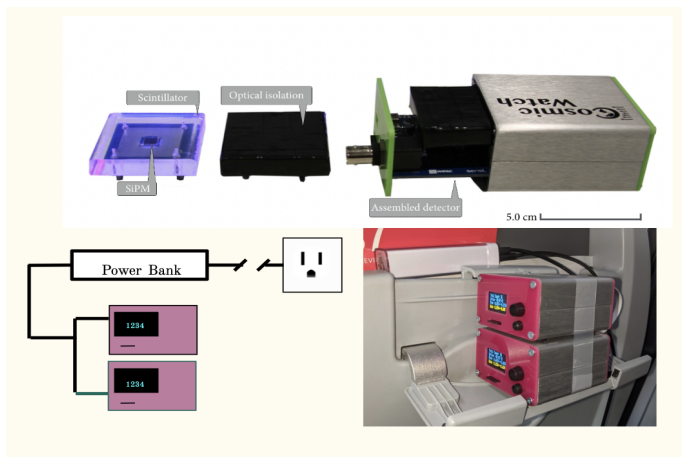 Scintillator
Optical isolation
Cosmic
Watch
SiPM
Assembled detector
5.0 cm
Power Bank
1234
1234